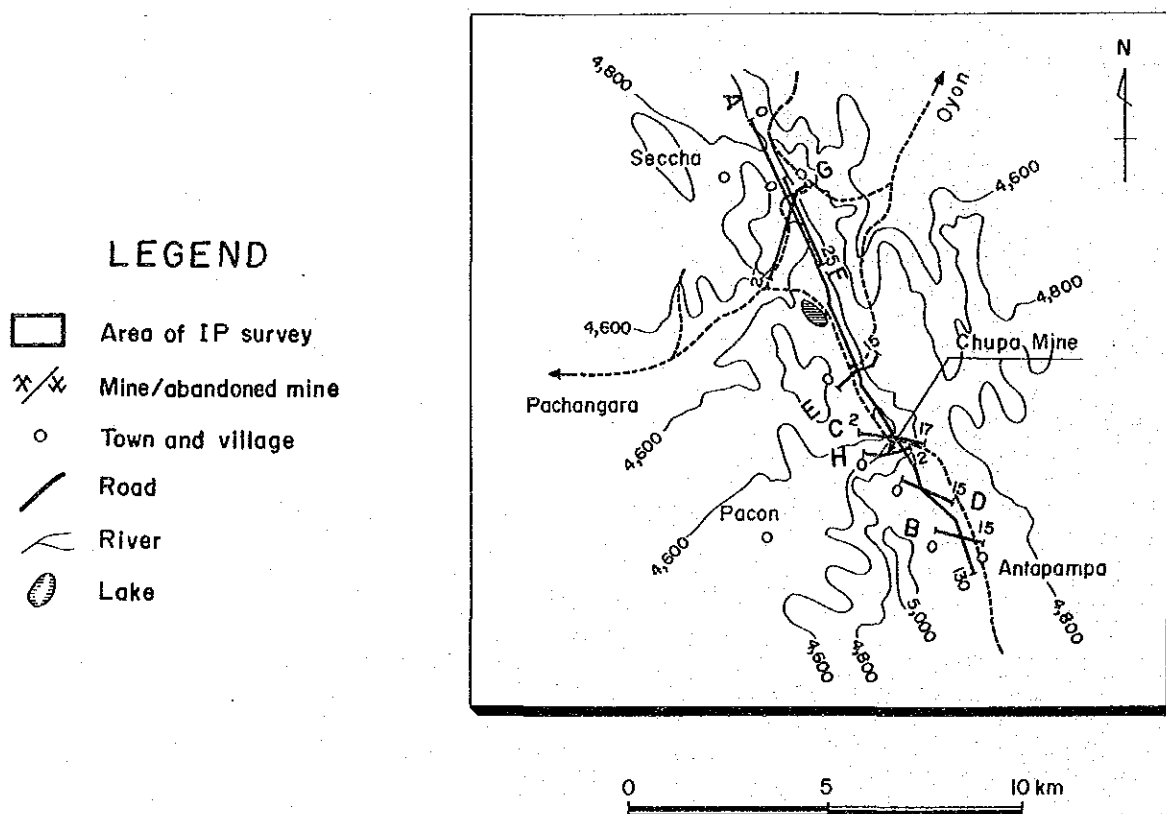 LEGEND
Area of IP survey
Mine/abandoned mine
Town and village
Road
River
Lake
N
4,800
A
Oyon
Seccha
G
4,600
25
F
4,800
4,600
Chupa Mine
Pachangara
E
C
2
17
4,600
H
2
15
D
Pacon
B
15
4,600
Antapampa
130
5,000
4,800
4,600
4,800
0
5
10 km